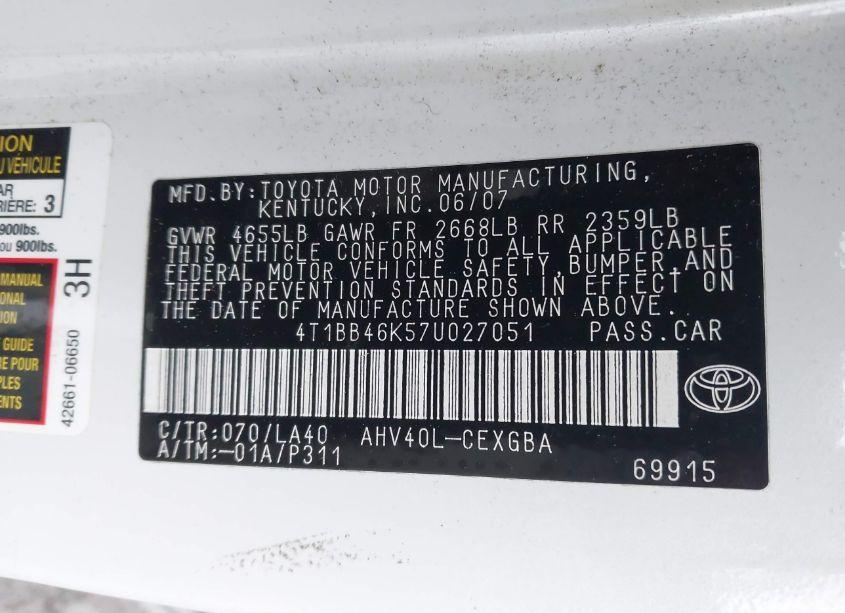 ION
U VÉHICULE
AR
RIÈRE: 3
900lbs.
ou 900lbs.
MANUAL
ONAL
ION
GUIDE
E POUR
PLES
ENTS
3H
42661-06650
MFD.BY:TOYOTA MOTOR MANUFACTURING,
KENTUCKY,INC.06/07
GVWR 4655LB GAWR FR 2668LB RR 2359LB
THIS VEHICLE CONFORMS TO ALL APPLICABLE
FEDERAL MOTOR VEHICLE SAFETY,BUMPER,AND
THEFT PREVENTION STANDARDS IN EFFECT ON
THE DATE OF MANUFACTURE SHOWN ABOVE.
4T1BB46K57U027051 PASS.CAR
C/TR:070/LA40 AHV40L-CEXGBA
A/TM:-01A/P311
69915